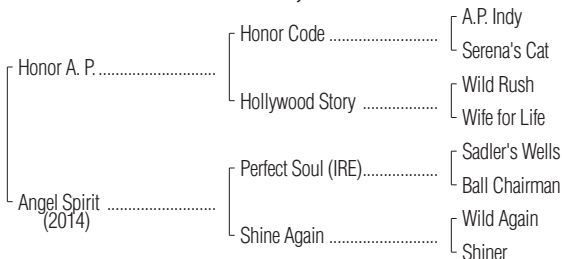 A.P. Indy
Honor Code ....................
Serena's Cat
Honor A. P. ..........................
Wild Rush
Hollywood Story ..................
Wife for Life
Sadler's Wells
Perfect Soul (IRE)..................
Ball Chairman
Angel Spirit ........................
(2014)
Wild Again
Shine Again ........................
Shiner